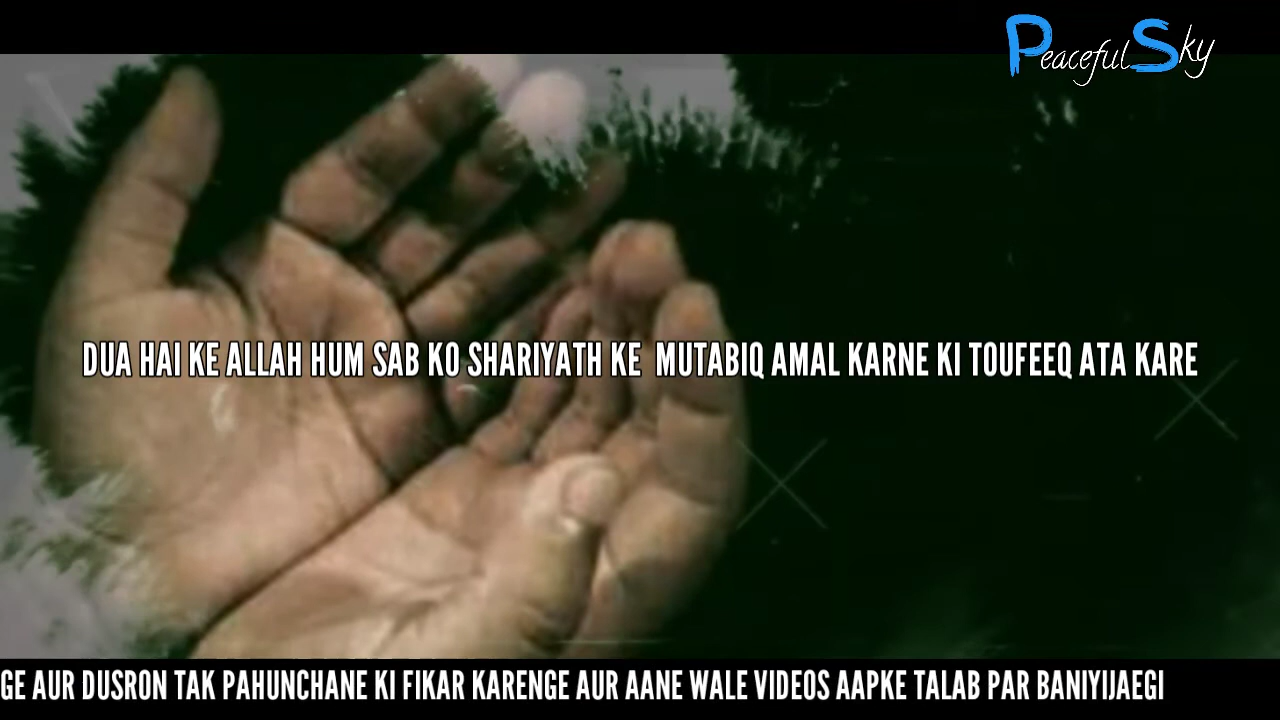 PeacefulSky
DUA HAI KE ALLAH HUM SAB KO SHARIYATH KE MUTABIQ AMAL KARNE KI TOUFEEQ ATA KARE
GE AUR DUSRON TAK PAHUNCHANE KI FIKAR KARENGE AUR AANE WALE VIDEOS AAPKE TALAB PAR BANIYIJAEGI